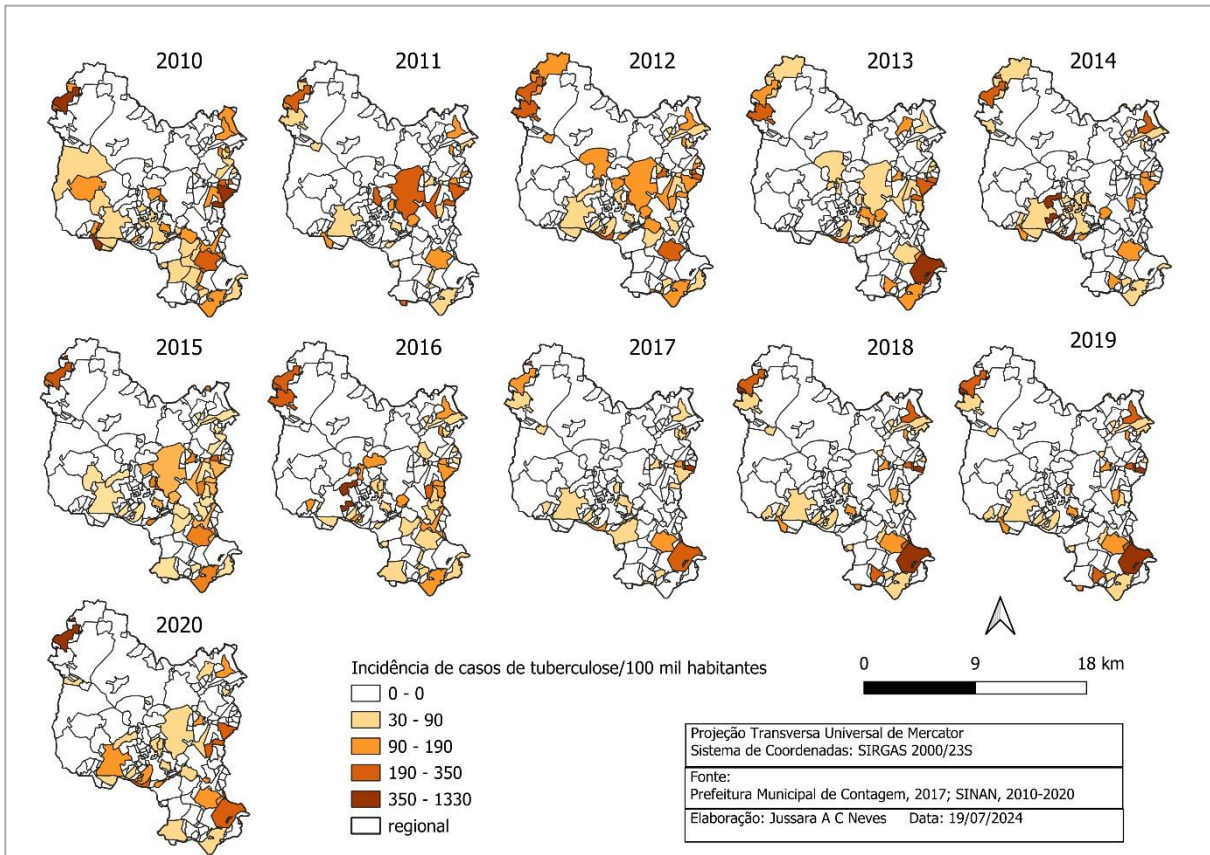 2010
2011
2012
2013
2014
2015
2016
2017
2018
2019
2020
Incidência de casos de tuberculose/100 mil habitantes
0 - 0
30 - 90
90 - 190
190 - 350
350 - 1330
regional
0 9 18 km
Projeção Transversa Universal de Mercator
Sistema de Coordenadas: SIRGAS 2000/23S
Fonte:
Prefeitura Municipal de Contagem, 2017; SINAN, 2010-2020
Elaboração: Jussara A C Neves Data: 19/07/2024